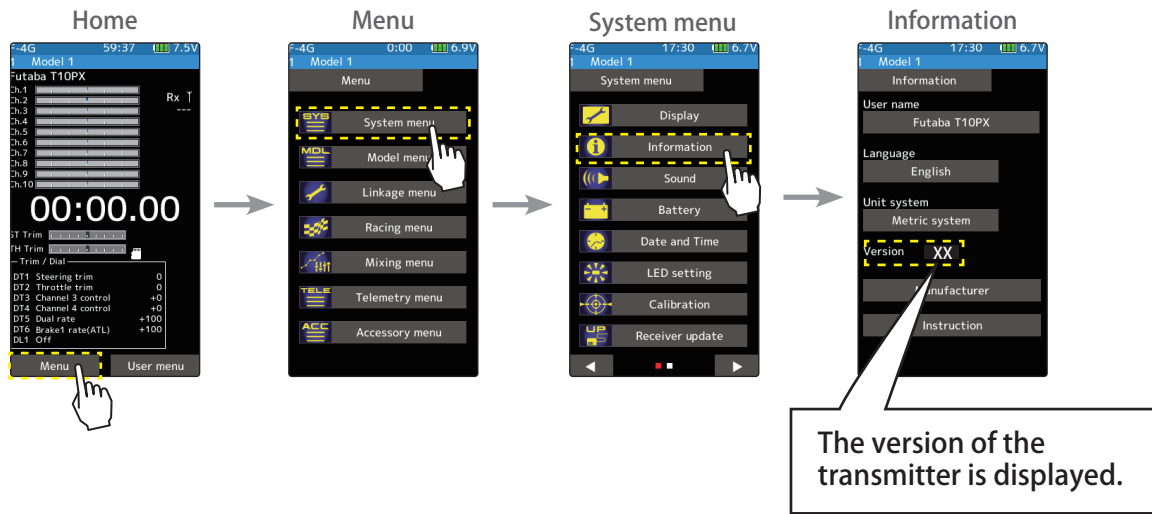 Home
F-4G 59:37 7.5V
1 Model 1
Futaba T10PX
Ch.1
Ch.2
Ch.3
Ch.4
Ch.5
Ch.6
Ch.7
Ch.8
Ch.9
Ch.10
Rx
---
00:00.00
ST Trim
TH Trim
Trim / Dial
DT1 Steering trim 0
DT2 Throttle trim 0
DT3 Channel 3 control +0
DT4 Channel 4 control +0
DT5 Dual rate +100
DT6 Brake1 rate(ATL) +100
DL1 Off
Menu User menu
Menu
F-4G 0:00 6.9V
1 Model 1
Menu
SYS System menu
MDL Model menu
Linkage menu
Racing menu
Mixing menu
TELE Telemetry menu
ACC Accessory menu
System menu
F-4G 17:30 6.7V
1 Model 1
System menu
Display
Information
Sound
Battery
Date and Time
LED setting
Calibration
UP Receiver update
Information
F-4G 17:30 6.7V
1 Model 1
Information
User name
Futaba T10PX
Language
English
Unit system
Metric system
Version XX
Manufacturer
Instruction
The version of the
transmitter is displayed.